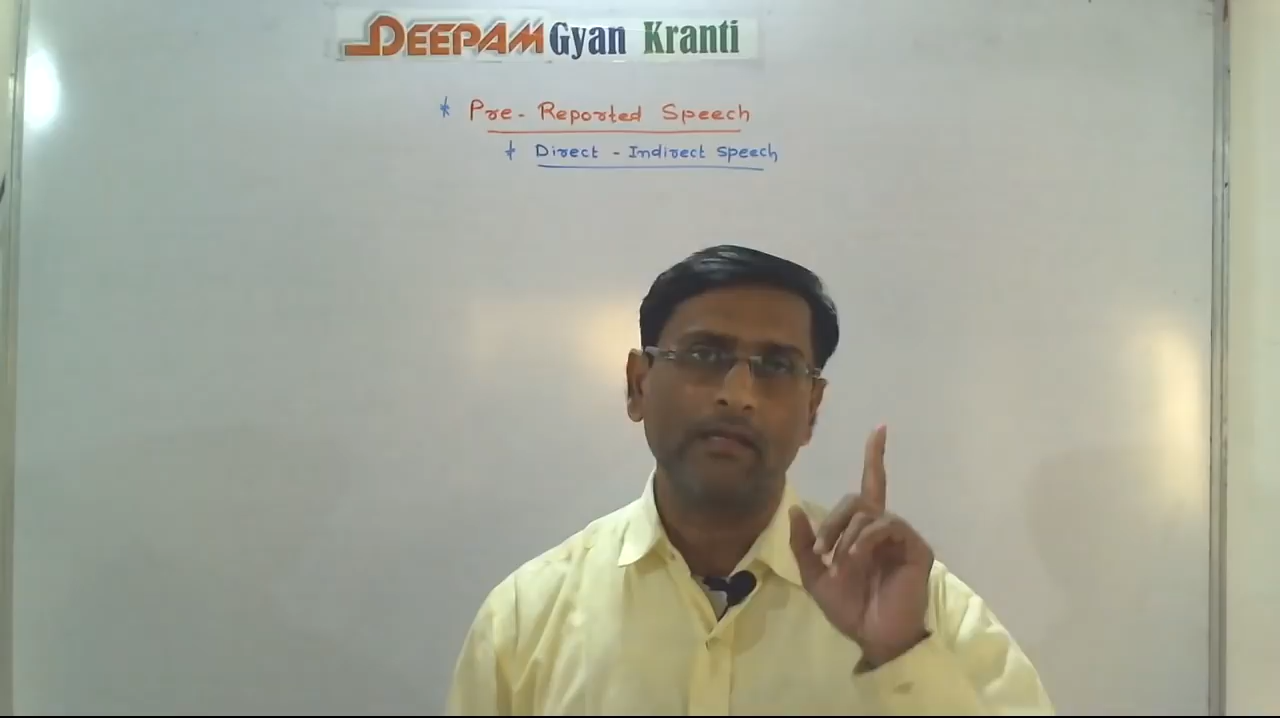 DEEPAM Gyan Kranti
* Pre- Reported Speech
* Direct - Indirect Speech